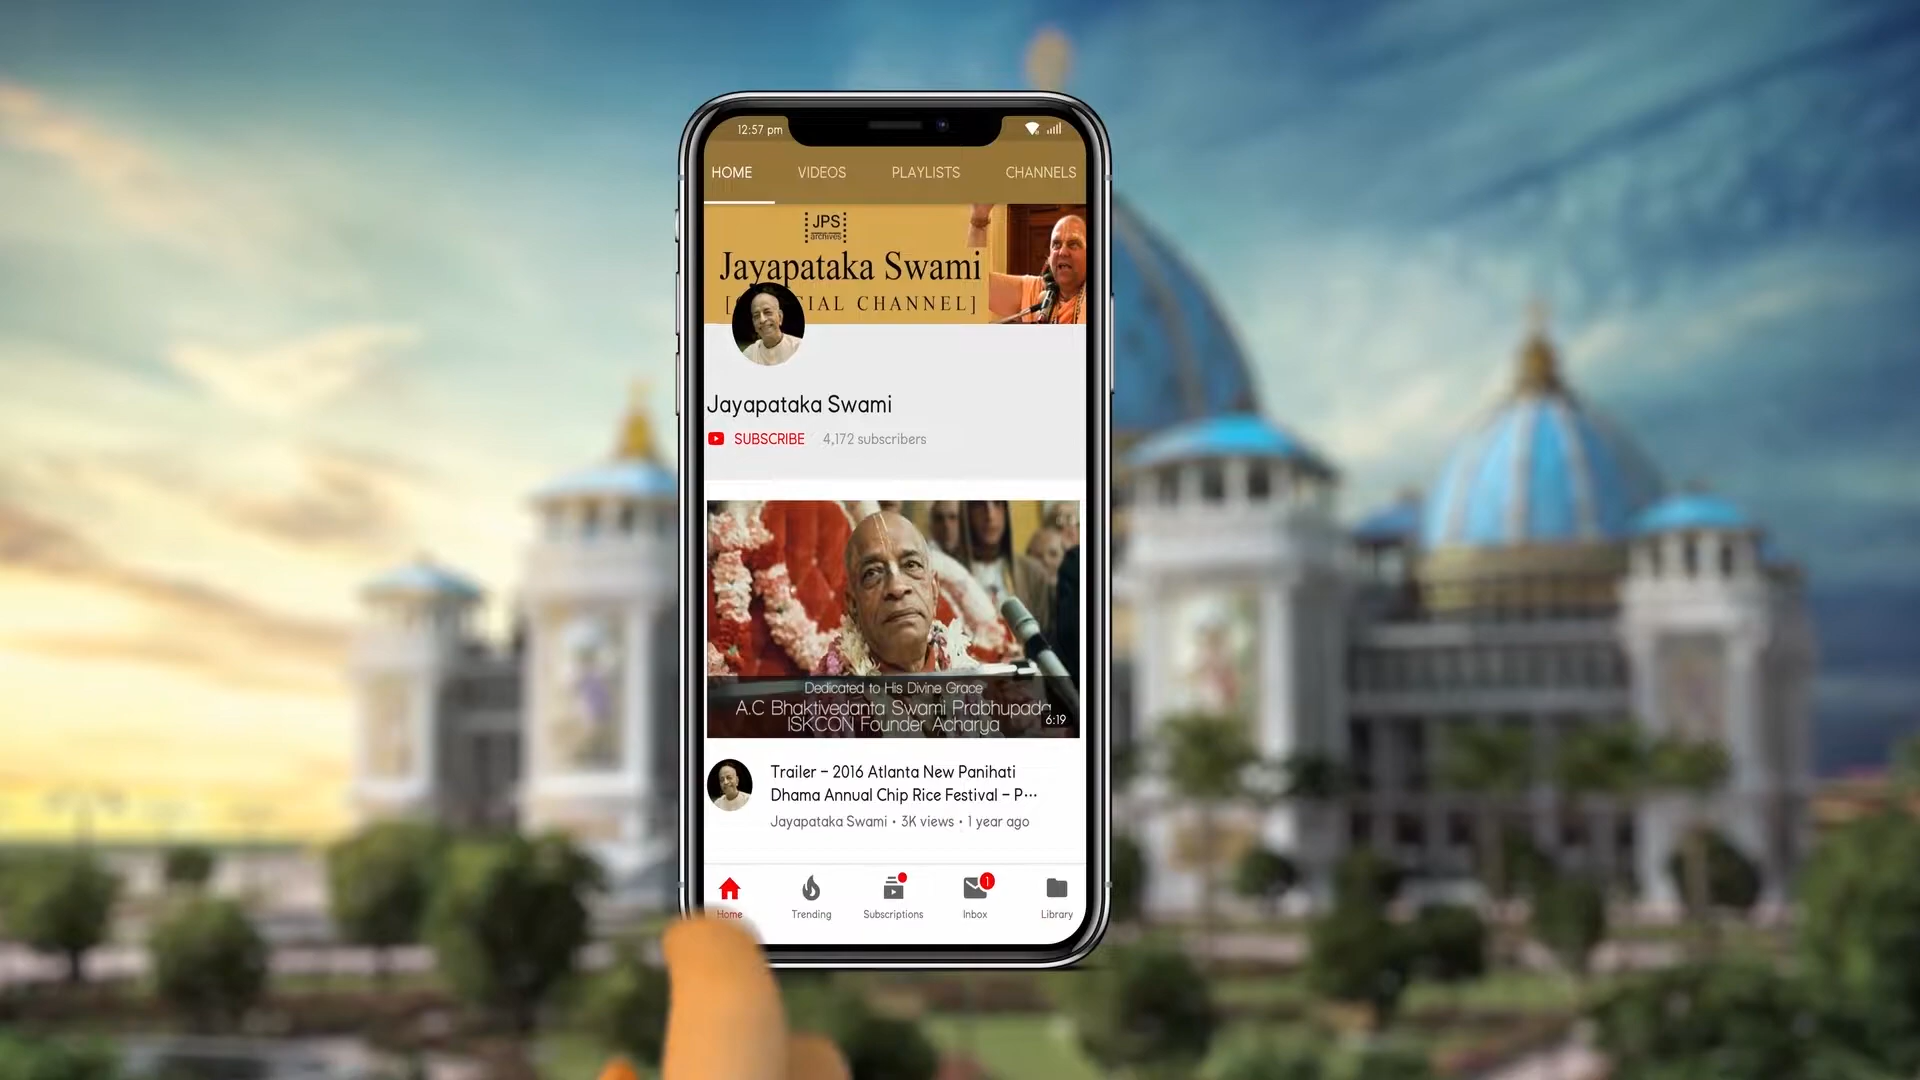 12:57 pm
HOME VIDEOS PLAYLISTS CHANNELS
JPS
archives
Jayapataka Swami
CIAL CHANNEL]
Jayapataka Swami
SUBSCRIBE 4,172 subscribers
Dedicated to His Divine Grace
A.C Bhaktivedanta Swami Prabhupada
ISKCON Founder Acharya
6:19
Trailer – 2016 Atlanta New Panihati
Dhama Annual Chip Rice Festival – P...
Jayapataka Swami • 3K views • 1 year ago
1
Home Trending Subscriptions Inbox Library